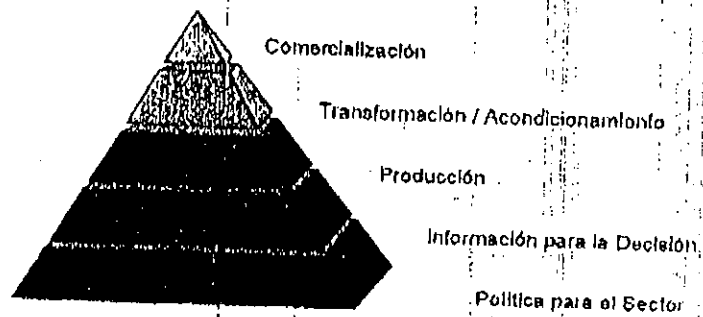 Comercialización
Transformación / Acondicionamiento
Producción
Información para la Decisión
Política para el Sector